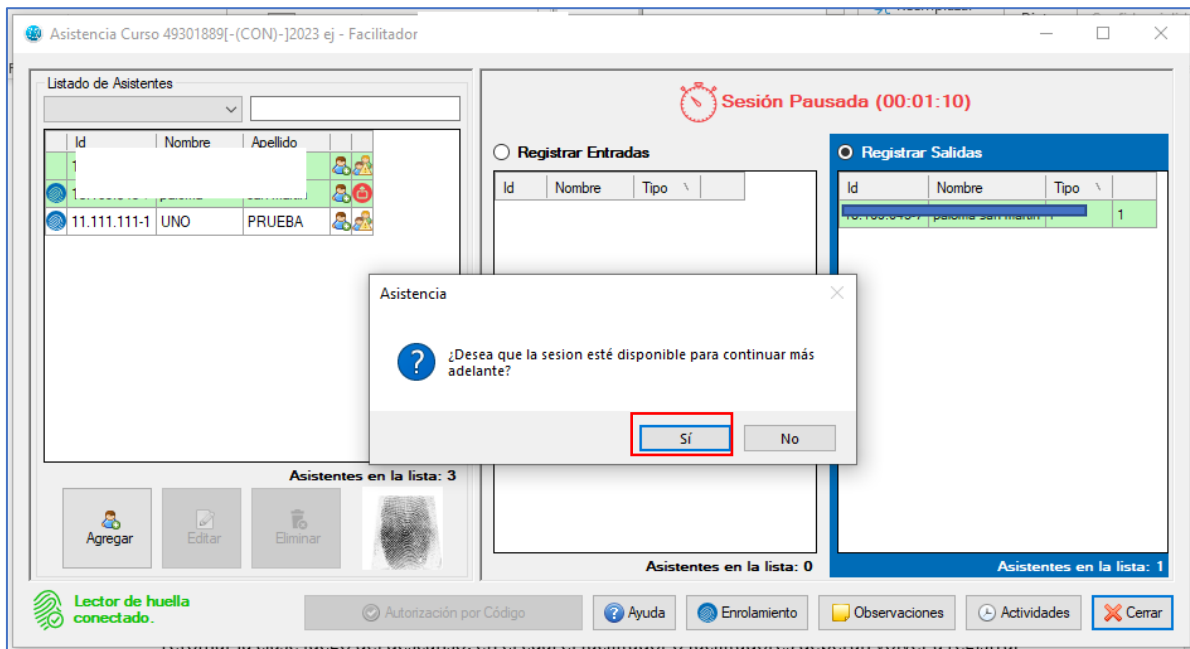 Asistencia Curso 49301889[-(CON)-]2023 ej - Facilitador
Listado de Asistentes
Id Nombre Apellido
11.111.111-1 UNO PRUEBA
Asistentes en la lista: 3
Agregar
Editar
Eliminar
Sesión Pausada (00:01:10)
Registrar Entradas
Id Nombre Tipo
Asistentes en la lista: 0
Registrar Salidas
Id Nombre Tipo
1
Asistentes en la lista: 1
Asistencia
¿Desea que la sesion esté disponible para continuar más
adelante?
Sí
No
Lector de huella
conectado.
Autorización por Código
Ayuda
Enrolamiento
Observaciones
Actividades
Cerrar